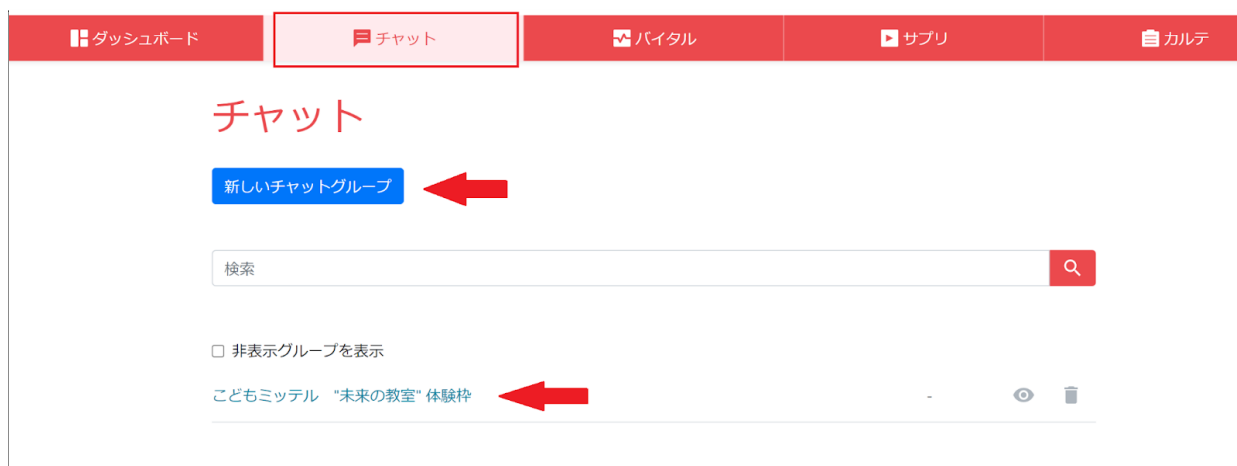 ダッシュボード
チャット
バイタル
サプリ
カルテ
チャット
新しいチャットグループ
検索
非表示グループを表示
こどもミッテル　"未来の教室" 体験枠
-